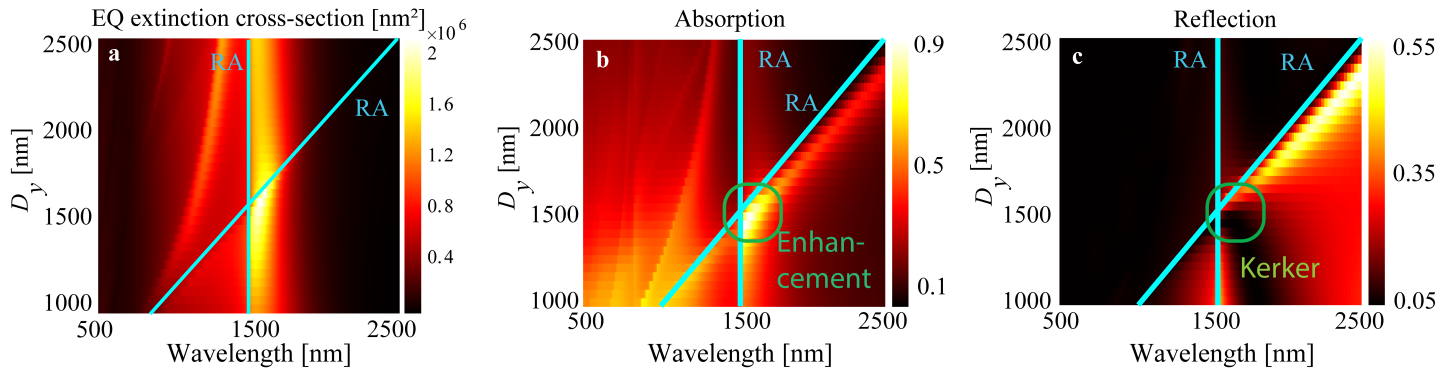 EQ extinction cross-section [nm²]
×10 6
a
RA
RA
2500
2000
1500
1000
D y [nm]
500
1500
2500
Wavelength [nm]
2
1.6
1.2
0.8
0.4
Absorption
b
RA
RA
2500
2000
1500
1000
D y [nm]
500
1500
2500
Wavelength [nm]
Enhan-
cement
0.9
0.5
0.1
Reflection
c
RA
RA
2500
2000
1500
1000
D y [nm]
500
1500
2500
Wavelength [nm]
Kerker
0.55
0.35
0.05